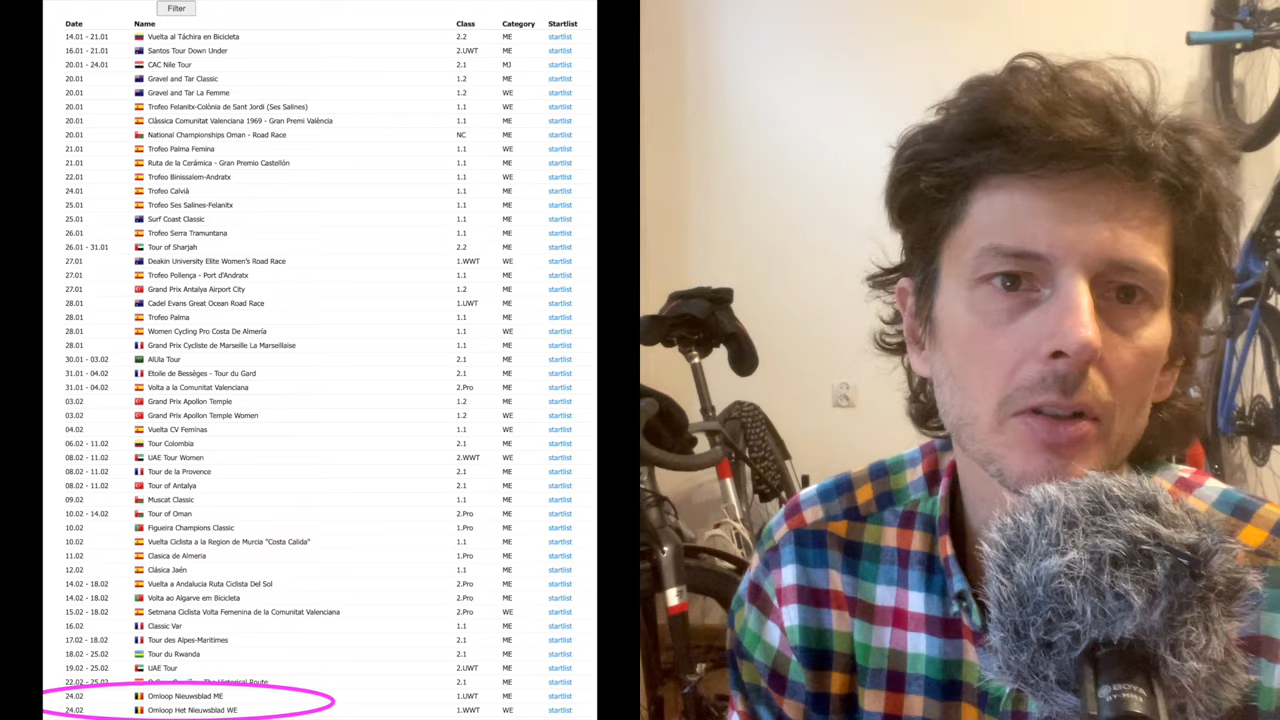 Filter
Date Name Class Category Startlist
14.01 - 21.01 Vuelta al Táchira en Bicicleta 2.2 ME startlist
16.01 - 21.01 Santos Tour Down Under 2.UWT ME startlist
20.01 - 24.01 CAC Nile Tour 2.1 MJ startlist
20.01 Gravel and Tar Classic 1.2 ME startlist
20.01 Gravel and Tar La Femme 1.2 WE startlist
20.01 Trofeo Felanitx-Colònia de Sant Jordi (Ses Salines) 1.1 ME startlist
20.01 Clàssica Comunitat Valenciana 1969 - Gran Premi València 1.1 ME startlist
20.01 National Championships Oman - Road Race NC ME startlist
21.01 Trofeo Palma Femina 1.1 WE startlist
21.01 Ruta de la Cerámica - Gran Premio Castellón 1.1 ME startlist
22.01 Trofeo Binissalem-Andratx 1.1 WE startlist
24.01 Trofeo Calvià 1.1 ME startlist
25.01 Trofeo Ses Salines-Felanitx 1.1 ME startlist
25.01 Surf Coast Classic 1.1 ME startlist
26.01 Trofeo Serra Tramuntana 1.1 ME startlist
26.01 - 31.01 Tour of Sharjah 2.2 ME startlist
27.01 Deakin University Elite Women's Road Race 1.WWT WE startlist
27.01 Trofeo Pollença - Port d'Andratx 1.1 ME startlist
27.01 Grand Prix Antalya Airport City 1.2 ME startlist
28.01 Cadel Evans Great Ocean Road Race 1.UWT ME startlist
28.01 Trofeo Palma 1.1 ME startlist
28.01 Women Cycling Pro Costa De Almería 1.1 WE startlist
28.01 Grand Prix Cycliste de Marseille La Marseillaise 1.1 ME startlist
30.01 - 03.02 AlUla Tour 2.1 ME startlist
31.01 - 04.02 Etoile de Bessèges - Tour du Gard 2.1 ME startlist
31.01 - 04.02 Volta a la Comunitat Valenciana 2.Pro ME startlist
03.02 Grand Prix Apollon Temple 1.2 ME startlist
03.02 Grand Prix Apollon Temple Women 1.2 WE startlist
04.02 Vuelta CV Feminas 1.1 WE startlist
06.02 - 11.02 Tour Colombia 2.1 ME startlist
08.02 - 11.02 UAE Tour Women 2.WWT WE startlist
08.02 - 11.02 Tour de la Provence 2.1 ME startlist
08.02 - 11.02 Tour of Antalya 2.1 ME startlist
09.02 Muscat Classic 1.1 ME startlist
10.02 - 14.02 Tour of Oman 2.Pro ME startlist
10.02 Figueira Champions Classic 1.Pro ME startlist
10.02 Vuelta Ciclista a la Region de Murcia "Costa Calida" 1.1 ME startlist
11.02 Clasica de Almeria 1.Pro ME startlist
12.02 Clásica Jaén 1.1 ME startlist
14.02 - 18.02 Vuelta a Andalucia Ruta Ciclista Del Sol 2.Pro ME startlist
14.02 - 18.02 Volta ao Algarve em Bicicleta 2.Pro ME startlist
15.02 - 18.02 Setmana Ciclista Volta Femenina de la Comunitat Valenciana 2.Pro WE startlist
16.02 Classic Var 1.1 ME startlist
17.02 - 18.02 Tour des Alpes-Maritimes 2.1 ME startlist
18.02 - 25.02 Tour du Rwanda 2.1 ME startlist
19.02 - 25.02 UAE Tour 2.UWT ME startlist
22.02 - 25.02 The Historical Route 2.1 ME startlist
24.02 Omloop Nieuwsblad ME 1.UWT ME startlist
24.02 Omloop Het Nieuwsblad WE 1.WWT WE startlist